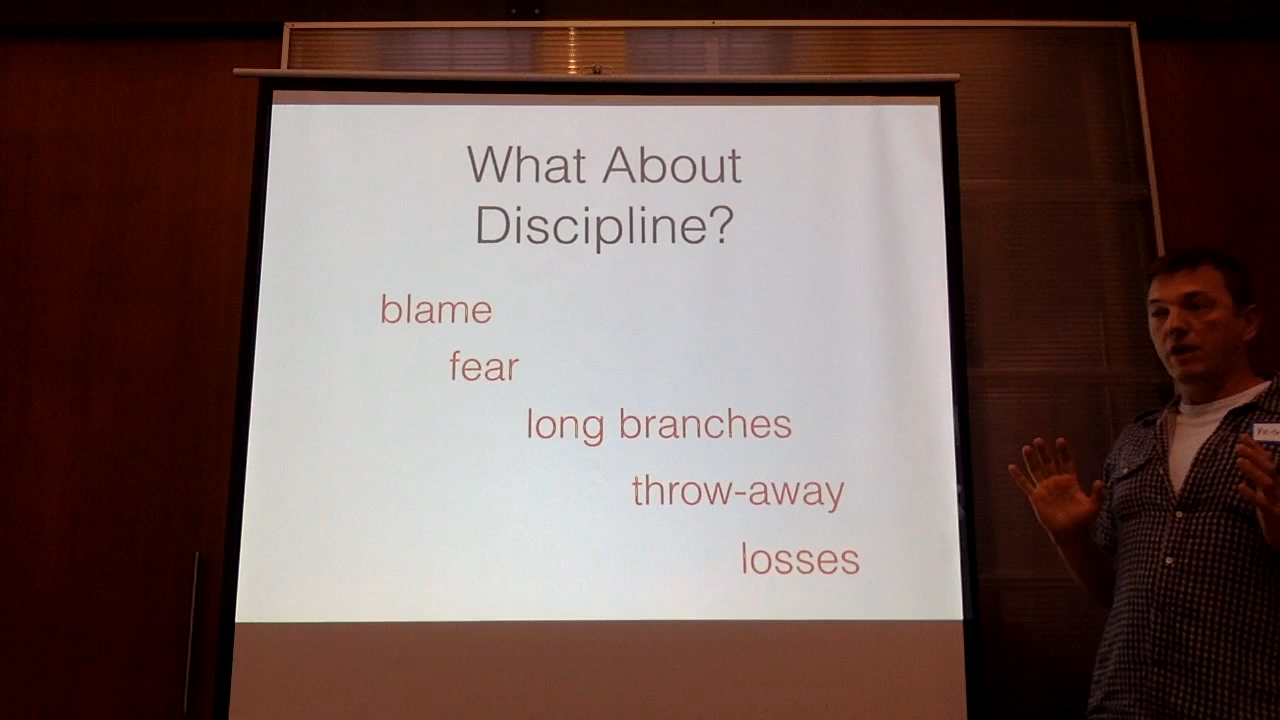 What About
Discipline?
blame
fear
long branches
throw-away
losses